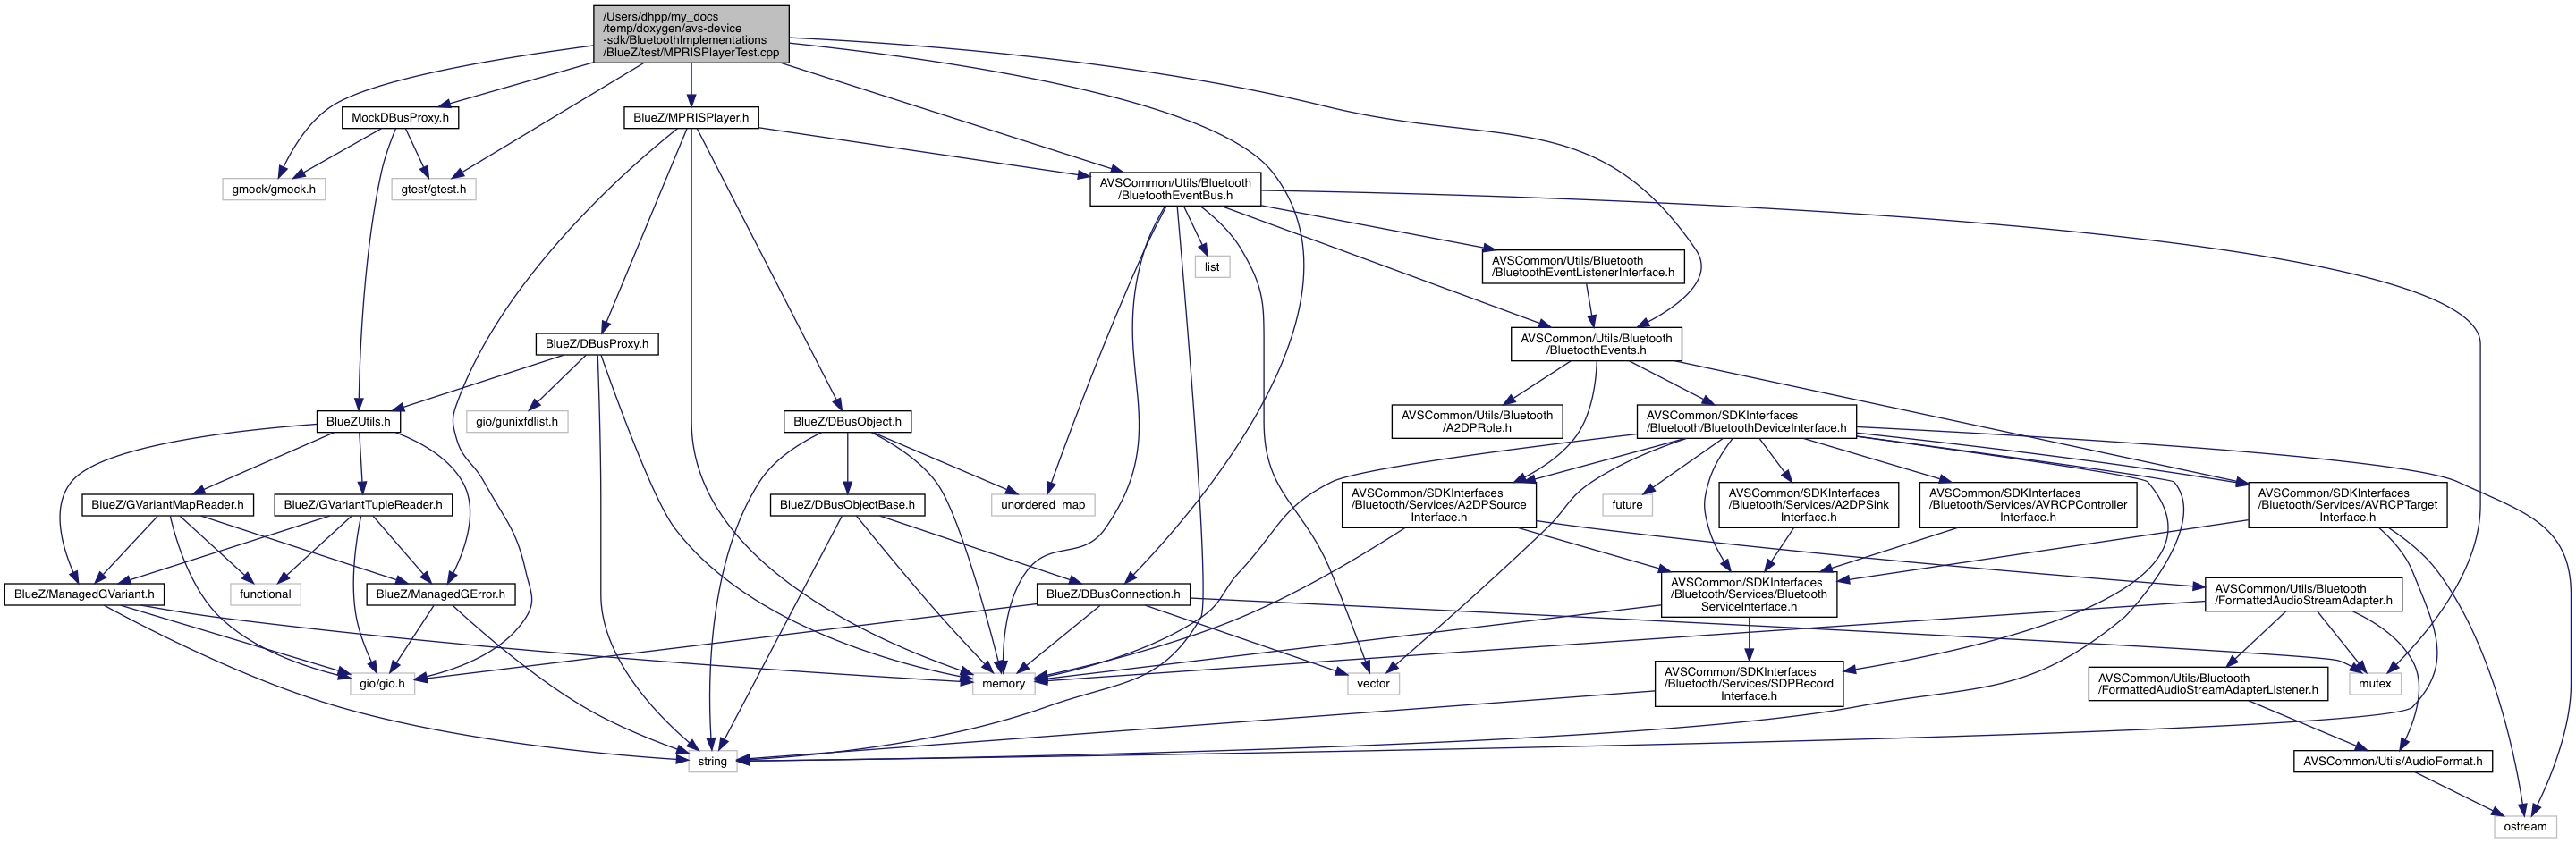 /Users/dhpp/my_docs
/temp/doxygen/avs-device
-sdk/BluetoothImplementations
/BlueZ/test/MPRISPlayerTest.cpp
MockDBusProxy.h
BlueZ/MPRISPlayer.h
gmock/gmock.h
gtest/gtest.h
AVSCommon/Utils/Bluetooth
/BluetoothEventBus.h
list
AVSCommon/Utils/Bluetooth
/BluetoothEventListenerInterface.h
BlueZ/DBusProxy.h
AVSCommon/Utils/Bluetooth
/BluetoothEvents.h
BlueZUtils.h
gio/gunixfdlist.h
BlueZ/DBusObject.h
AVSCommon/Utils/Bluetooth
/A2DPRole.h
AVSCommon/SDKInterfaces
/Bluetooth/BluetoothDeviceInterface.h
BlueZ/GVariantMapReader.h
BlueZ/GVariantTupleReader.h
BlueZ/DBusObjectBase.h
unordered_map
AVSCommon/SDKInterfaces
/Bluetooth/Services/A2DPSource
Interface.h
future
AVSCommon/SDKInterfaces
/Bluetooth/Services/A2DPSink
Interface.h
AVSCommon/SDKInterfaces
/Bluetooth/Services/AVRCPController
Interface.h
AVSCommon/SDKInterfaces
/Bluetooth/Services/AVRCPTarget
Interface.h
BlueZ/ManagedGVariant.h
functional
BlueZ/ManagedGError.h
BlueZ/DBusConnection.h
AVSCommon/SDKInterfaces
/Bluetooth/Services/Bluetooth
ServiceInterface.h
AVSCommon/Utils/Bluetooth
/FormattedAudioStreamAdapter.h
gio/gio.h
memory
vector
AVSCommon/SDKInterfaces
/Bluetooth/Services/SDPRecord
Interface.h
AVSCommon/Utils/Bluetooth
/FormattedAudioStreamAdapterListener.h
mutex
string
AVSCommon/Utils/AudioFormat.h
ostream